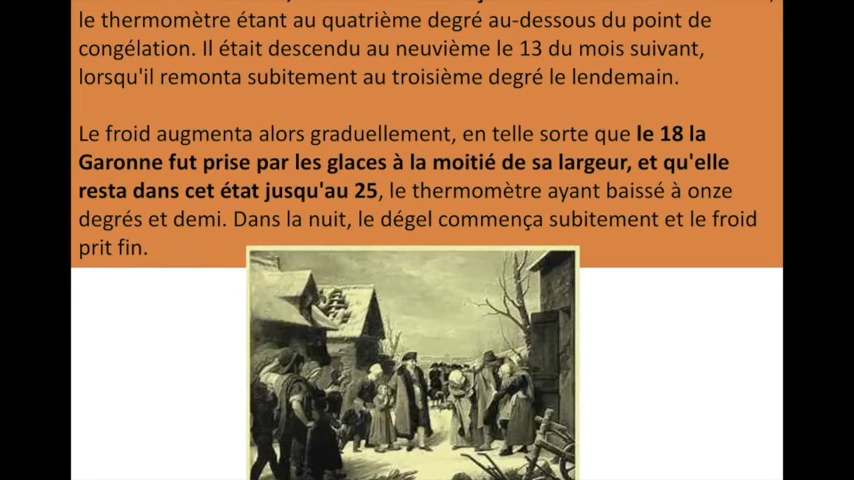 le thermomètre étant au quatrième degré au-dessous du point de
congélation. Il était descendu au neuvième le 13 du mois suivant,
lorsqu'il remonta subitement au troisième degré le lendemain.
Le froid augmenta alors graduellement, en telle sorte que le 18 la
Garonne fut prise par les glaces à la moitié de sa largeur, et qu'elle
resta dans cet état jusqu'au 25, le thermomètre ayant baissé à onze
degrés et demi. Dans la nuit, le dégel commença subitement et le froid
prit fin.